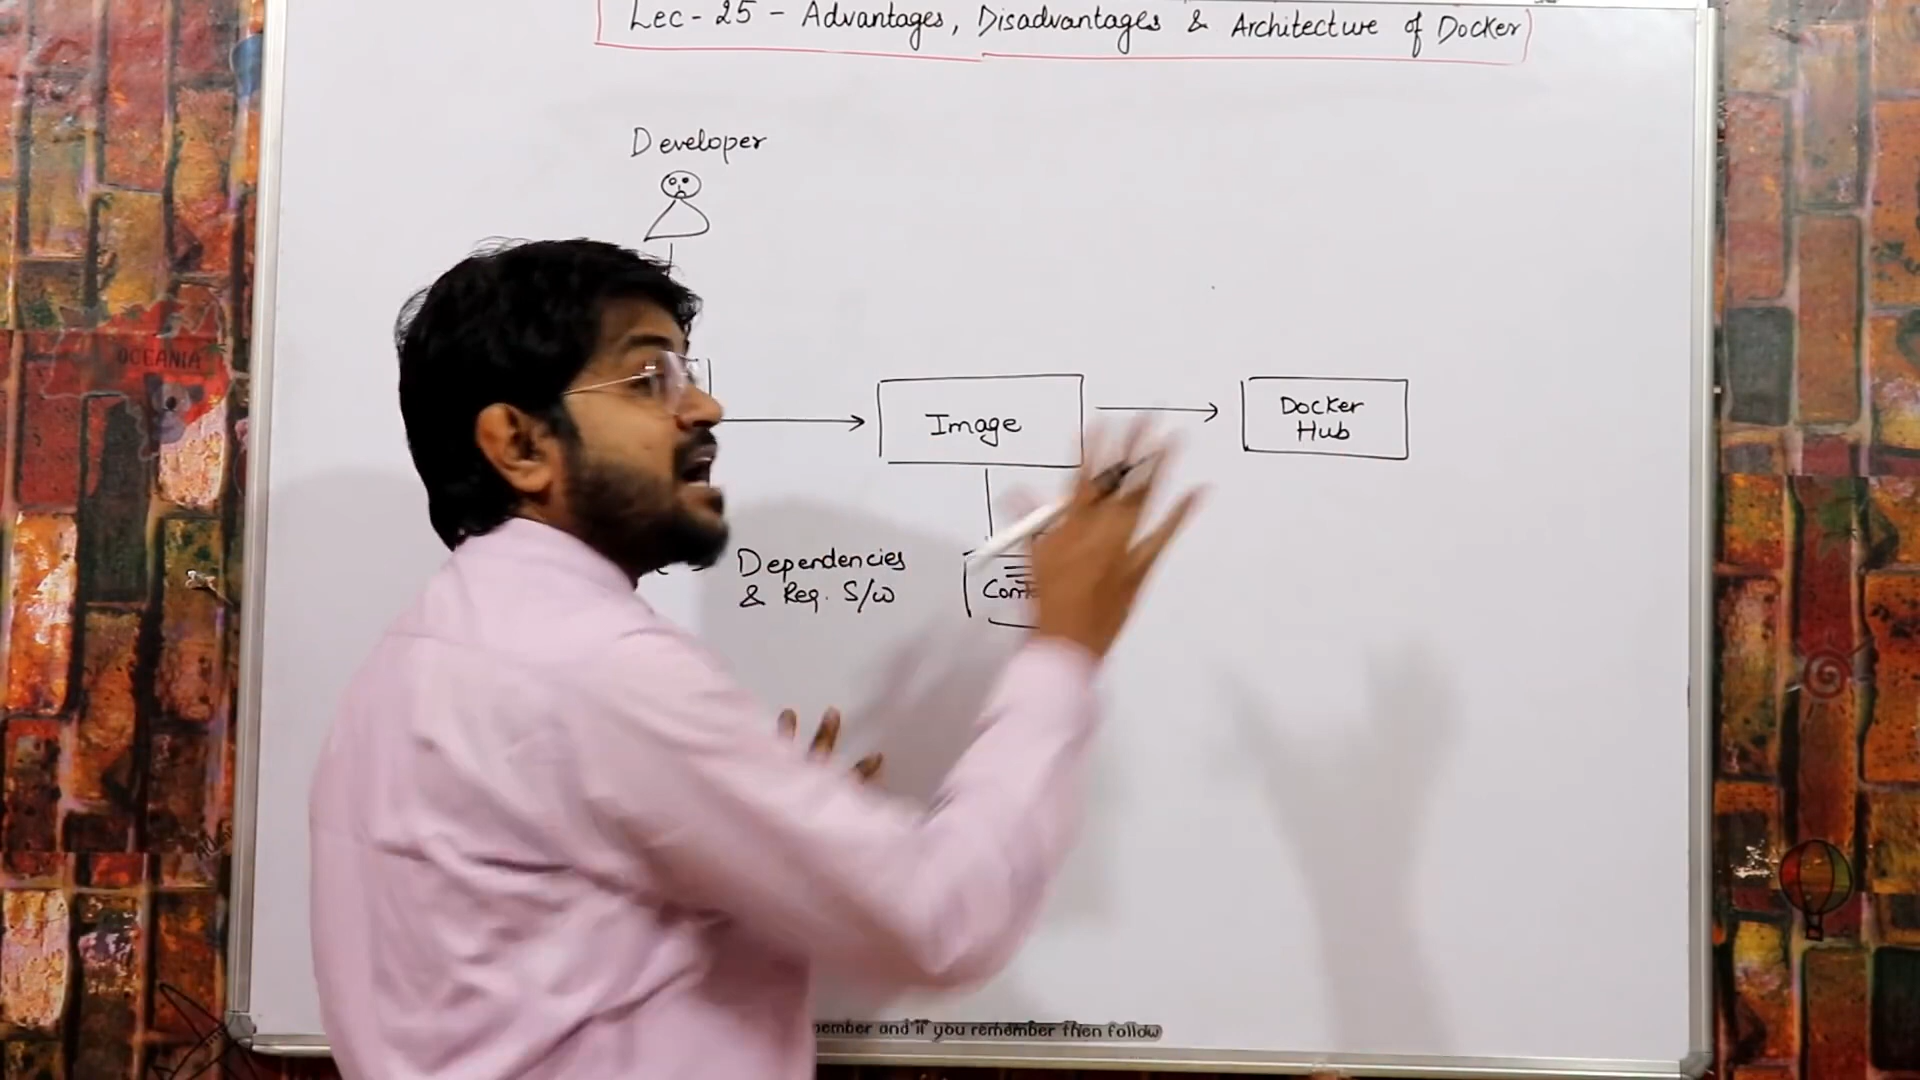 Lec - 25 - Advantages, Disadvantages & Architecture of Docker
Developer
OCEANIA
Image
Docker
Hub
Dependencies
& Req. S/w
and if you remember then follow